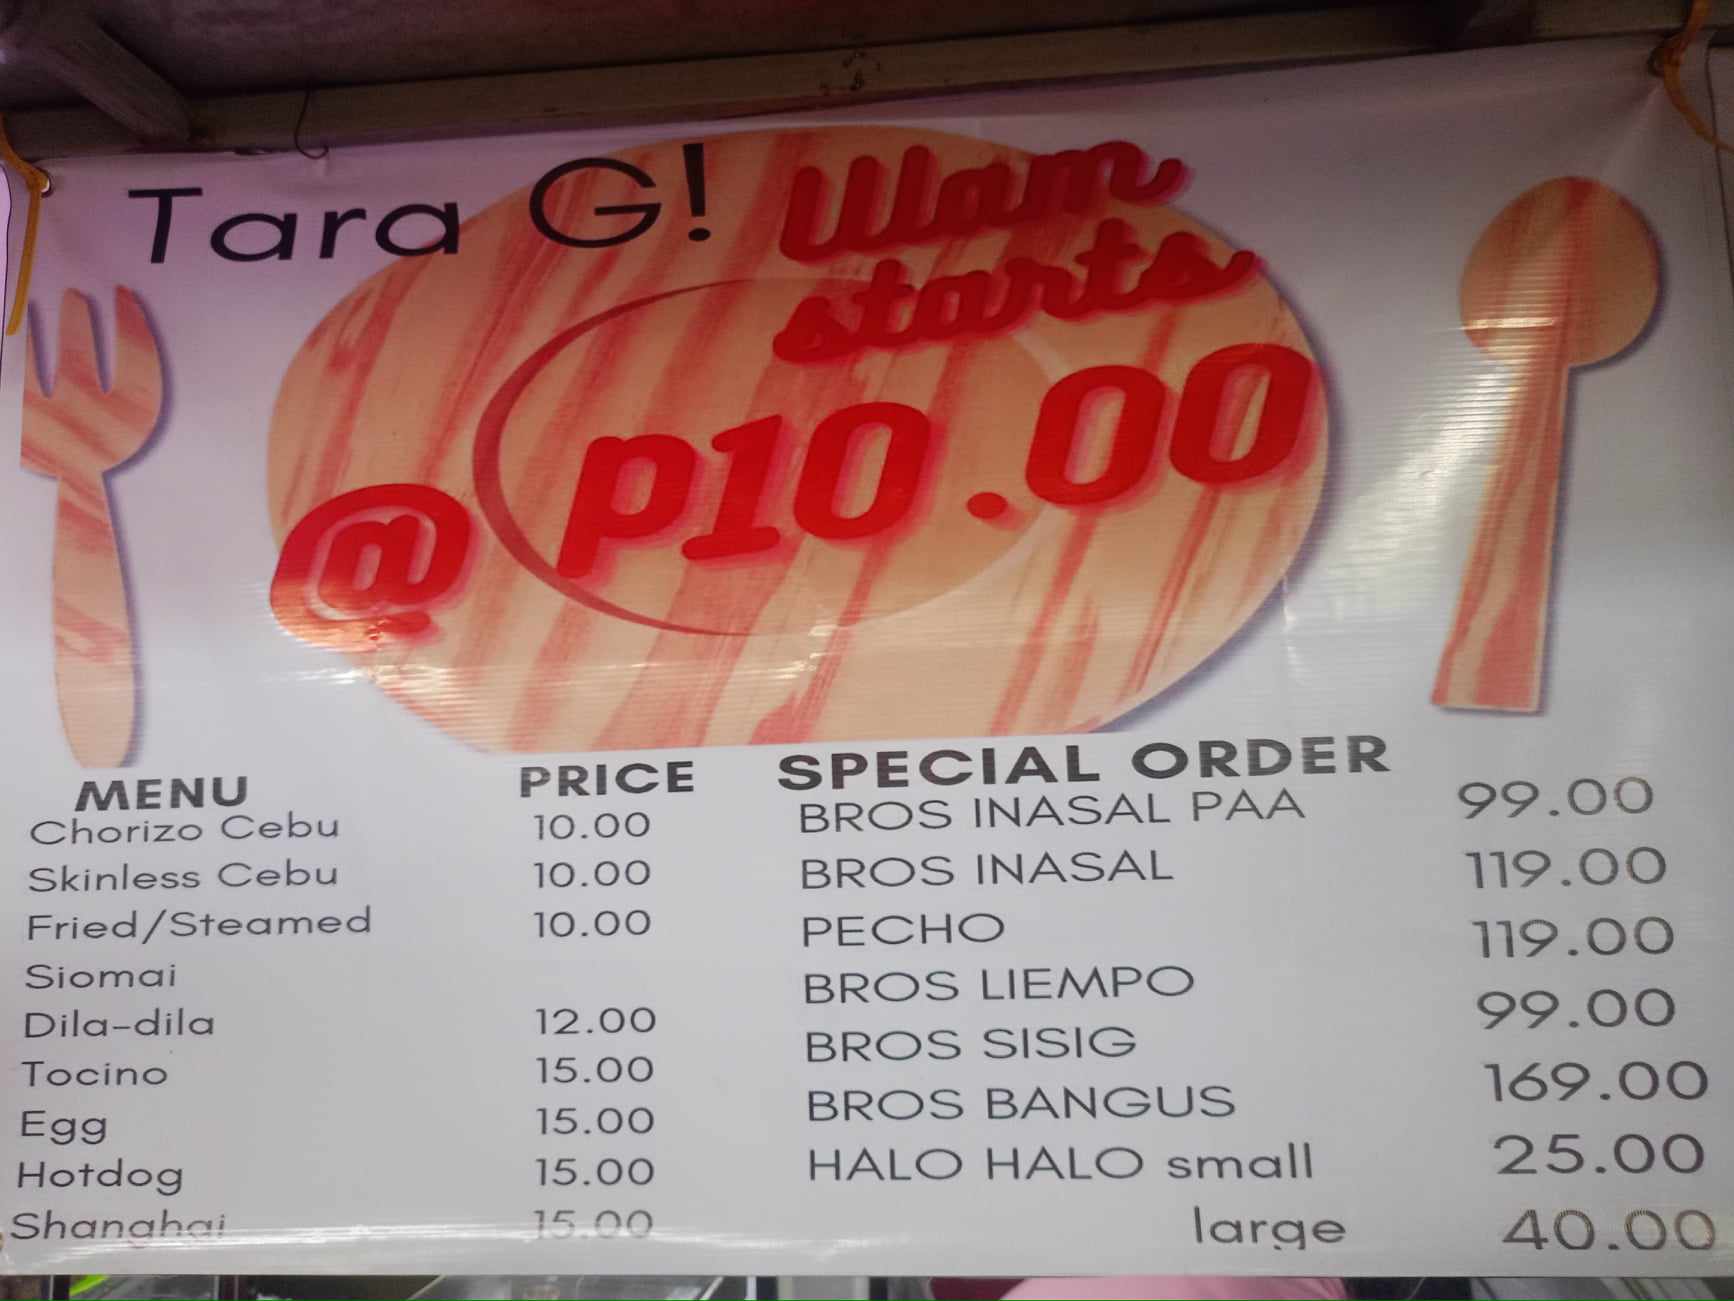 Tara G! Ulam
starts
@ P10.00
MENU PRICE
Chorizo Cebu 10.00
Skinless Cebu 10.00
Fried/Steamed 10.00
Siomai
Dila-dila 12.00
Tocino 15.00
Egg 15.00
Hotdog 15.00
Shanghai 15.00
SPECIAL ORDER
BROS INASAL PAA 99.00
BROS INASAL 119.00
PECHO 119.00
BROS LIEMPO 99.00
BROS SISIG 169.00
BROS BANGUS
HALO HALO small 25.00
large 40.00